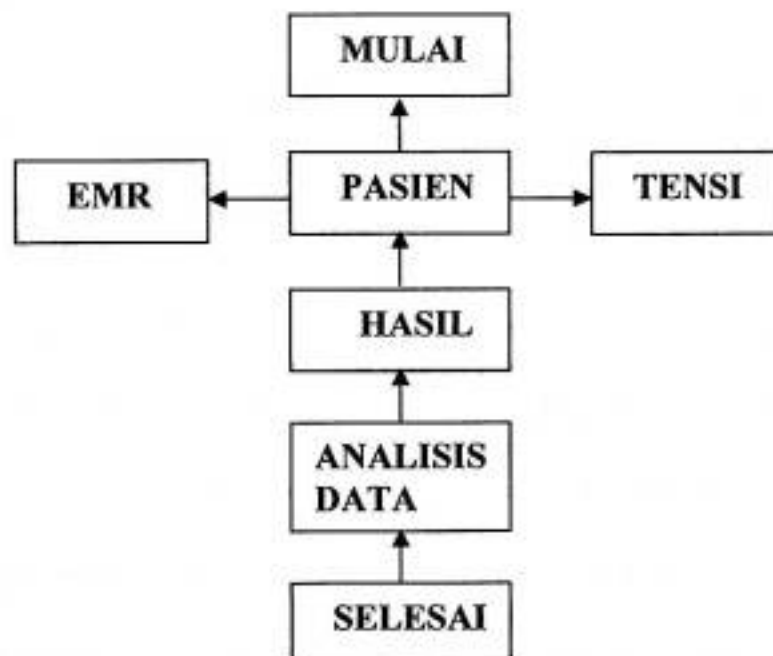 MULAI
EMR
PASIEN
TENSI
HASIL
ANALISIS
DATA
SELESAI